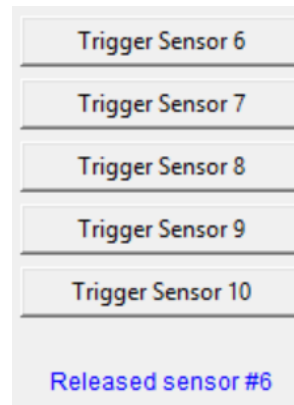 Trigger Sensor 6
Trigger Sensor 7
Trigger Sensor 8
Trigger Sensor 9
Trigger Sensor 10
Released sensor #6